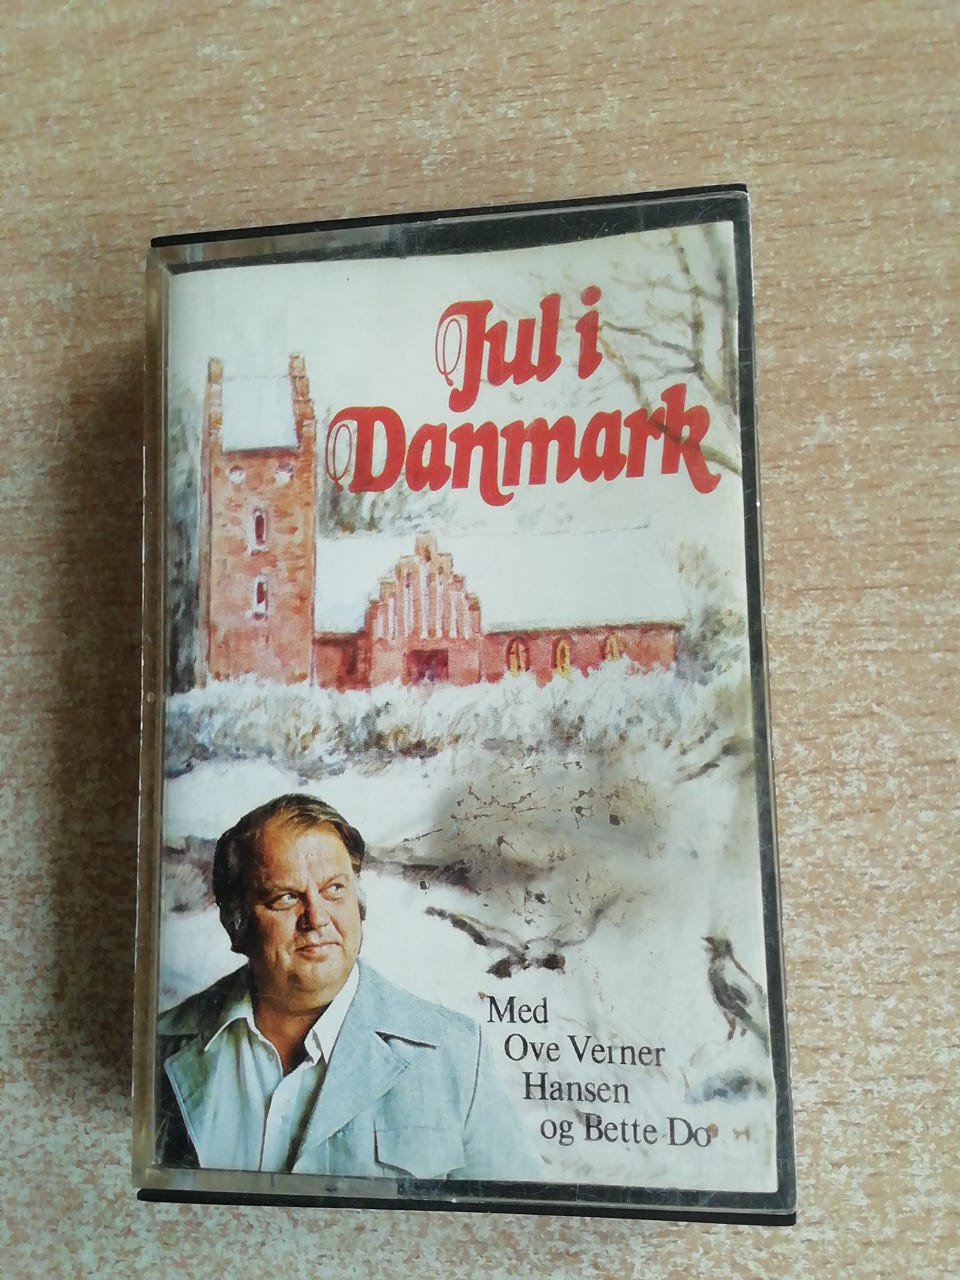 Jul i
Danmark
Med
Ove Verner
Hansen
og Bette Do